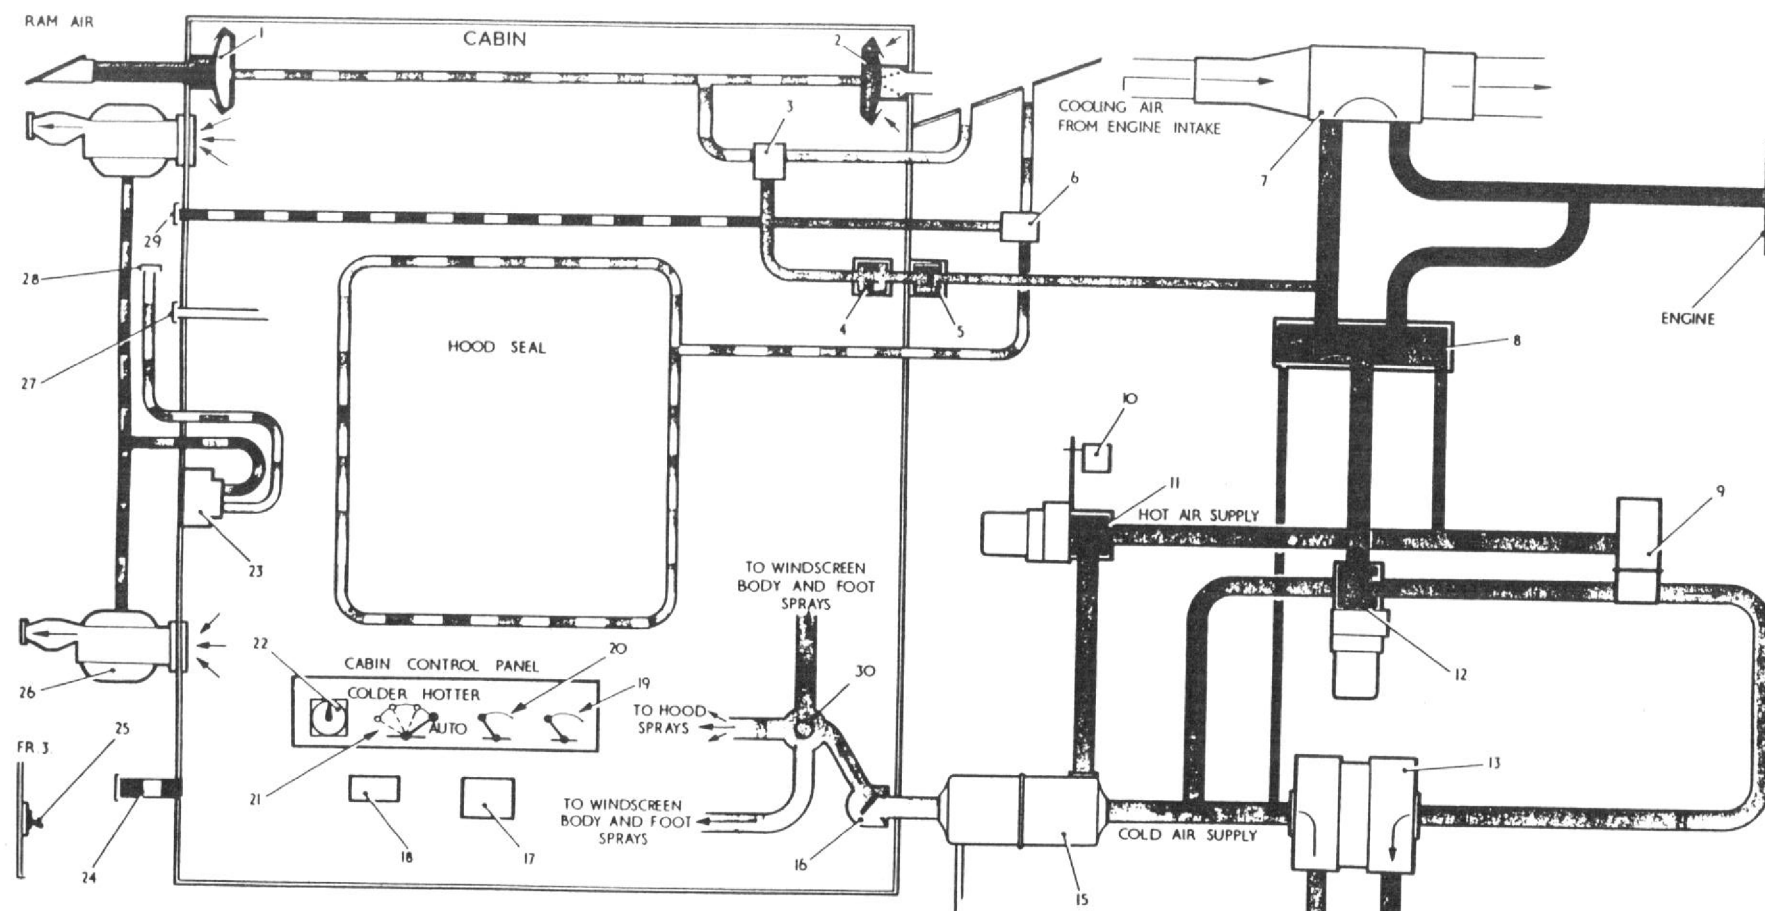 RAM AIR
CABIN
1
2
3
COOLING AIR
FROM ENGINE INTAKE
7
6
29
28
4
5
ENGINE
HOOD SEAL
8
27
10
11
9
HOT AIR SUPPLY
23
TO WINDSCREEN
BODY AND FOOT
SPRAYS
22
CABIN CONTROL PANEL
20
19
30
12
26
COLDER HOTTER
AUTO
TO HOOD
SPRAYS
FR 3
25
21
13
TO WINDSCREEN
BODY AND FOOT
SPRAYS
COLD AIR SUPPLY
24
18
17
16
15